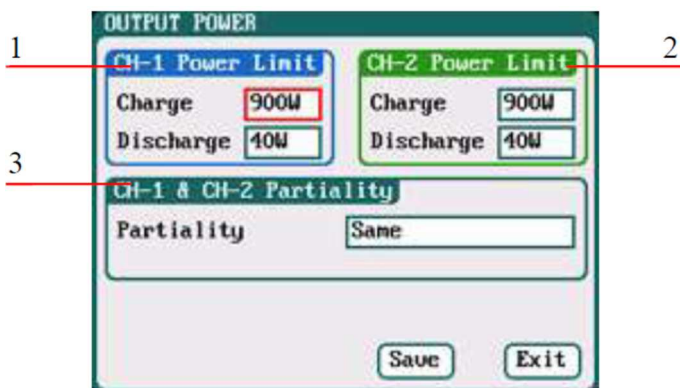 OUTPUT POWER
1
CH-1 Power Limit
CH-2 Power Limit
2
Charge 900W
Charge 900W
Discharge 40W
Discharge 40W
3
CH-1 & CH-2 Partiality
Partiality Same
Save Exit